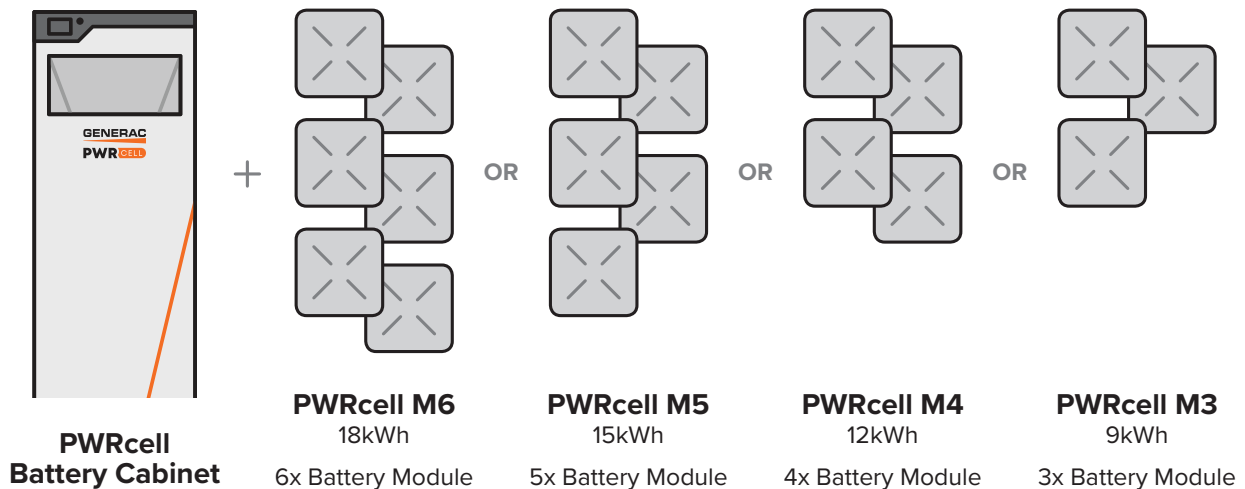 GENERAC
PWRCELL
+
OR
OR
OR
PWRcell
Battery Cabinet
PWRcell M6
18kWh
6x Battery Module
PWRcell M5
15kWh
5x Battery Module
PWRcell M4
12kWh
4x Battery Module
PWRcell M3
9kWh
3x Battery Module